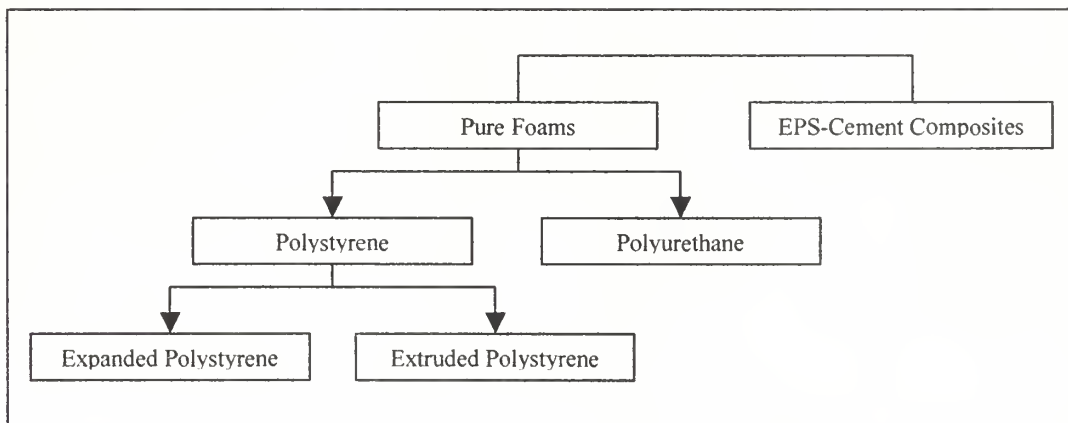 Pure Foams
EPS-Cement Composites
Polystyrene
Polyurethane
Expanded Polystyrene
Extruded Polystyrene